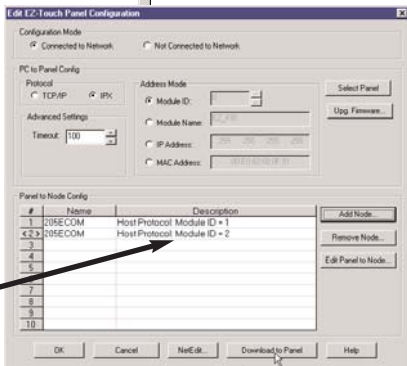 Edit EZ-Touch Panel Configuration
Configuration Mode
Connected to Network Not Connected to Network
PC to Panel Config
Protocol
TCP/IP IPX
Advanced Settings
Timeout: 100
Address Mode
Module ID:
Module Name:
IP Address: 255 255 255
MAC Address:
Select Panel
Upg. Firmware...
Panel to Node Config
# Name Description
1 205ECOM Host Protocol: Module ID = 1
<2> 205ECOM Host Protocol: Module ID = 2
3
4
5
6
7
8
9
10
Add Node...
Remove Node...
Edit Panel to Node...
OK Cancel NetEdit... Download to Panel Help